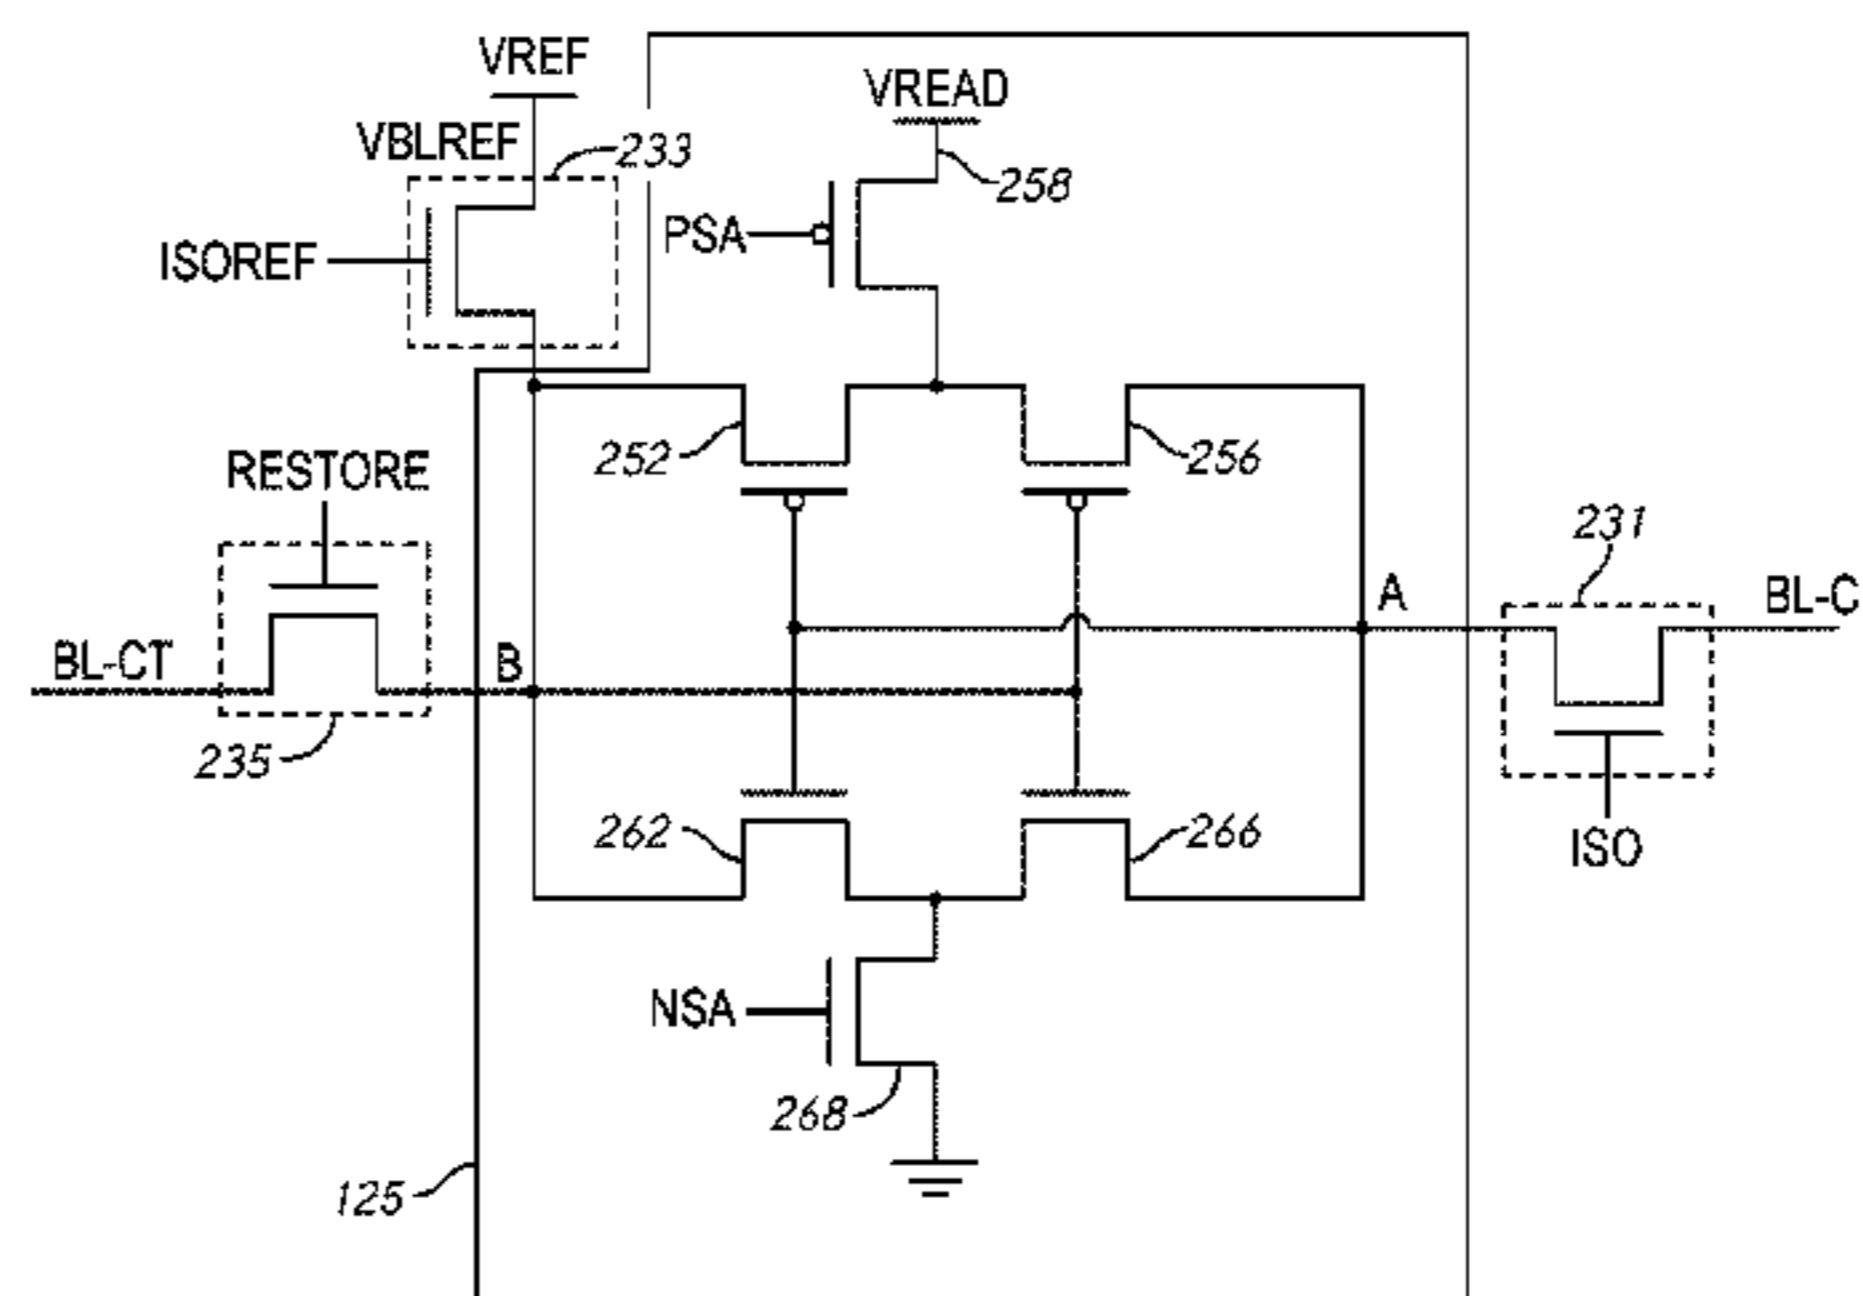 VREF
VREAD
VBLREF
233
258
ISOREF
PSA
252
256
RESTORE
231
A
BL-C
BL-CT
B
235
262
266
ISO
NSA
268
125